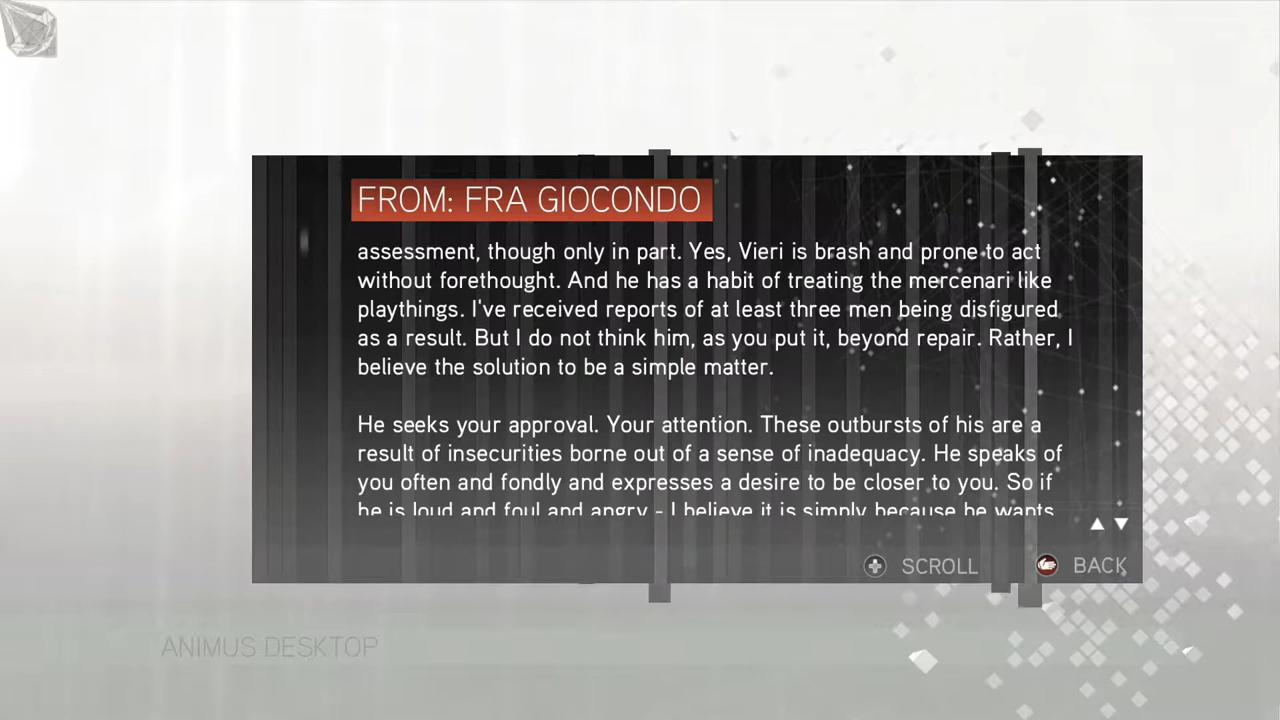 FROM: FRA GIOCONDO
assessment, though only in part. Yes, Vieri is brash and prone to act
without forethought. And he has a habit of treating the mercenari like
playthings. I've received reports of at least three men being disfigured
as a result. But I do not think him, as you put it, beyond repair. Rather, I
believe the solution to be a simple matter.
He seeks your approval. Your attention. These outbursts of his are a
result of insecurities borne out of a sense of inadequacy. He speaks of
you often and fondly and expresses a desire to be closer to you. So if
he is loud and foul and angry - I believe it is simply because he wants
SCROLL
BACK
ANIMUS DESKTOP